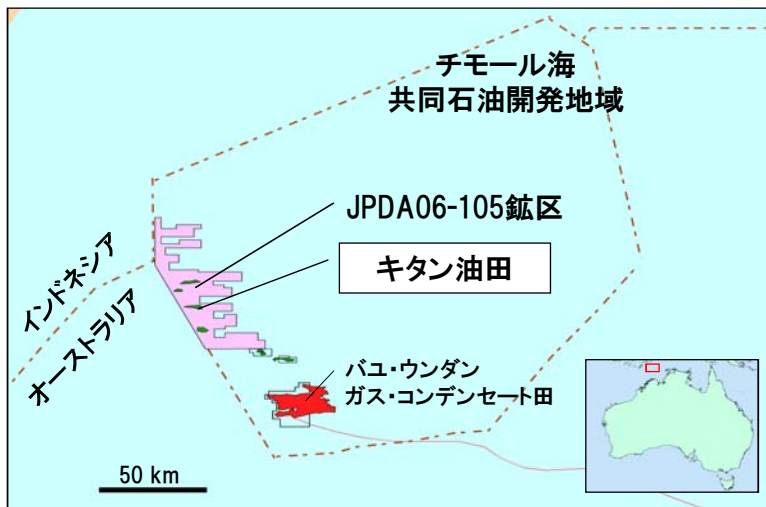 チモール海
共同石油開発地域
JPDA06-105鉱区
キタン油田
インドネシア
オーストラリア
バユ・ウンダン
ガス・コンデンセート田
50 km